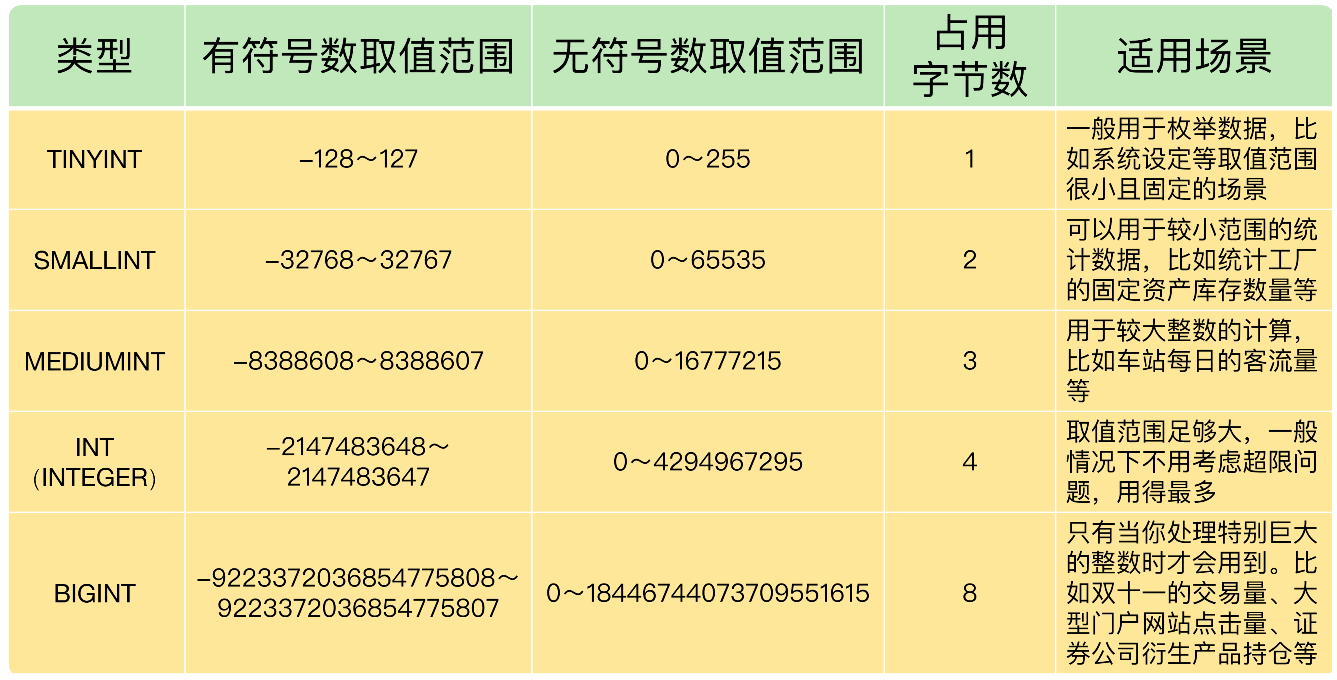 类型
有符号数取值范围
无符号数取值范围
占用
字节数
适用场景
TINYINT
-128～127
0～255
1
一般用于枚举数据，比
如系统设定等取值范围
很小且固定的场景
SMALLINT
-32768～32767
0～65535
2
可以用于较小范围的统
计数据，比如统计工厂
的固定资产库存数量等
MEDIUMINT
-8388608～8388607
0～16777215
3
用于较大整数的计算，
比如车站每日的客流量
等
INT
（INTEGER）
-2147483648～
2147483647
0～4294967295
4
取值范围足够大，一般
情况下不用考虑超限问
题，用得最多
BIGINT
-9223372036854775808～
9223372036854775807
0～18446744073709551615
8
只有当你处理特别巨大
的整数时才会用到。比
如双十一的交易量、大
型门户网站点击量、证
券公司衍生产品持仓等